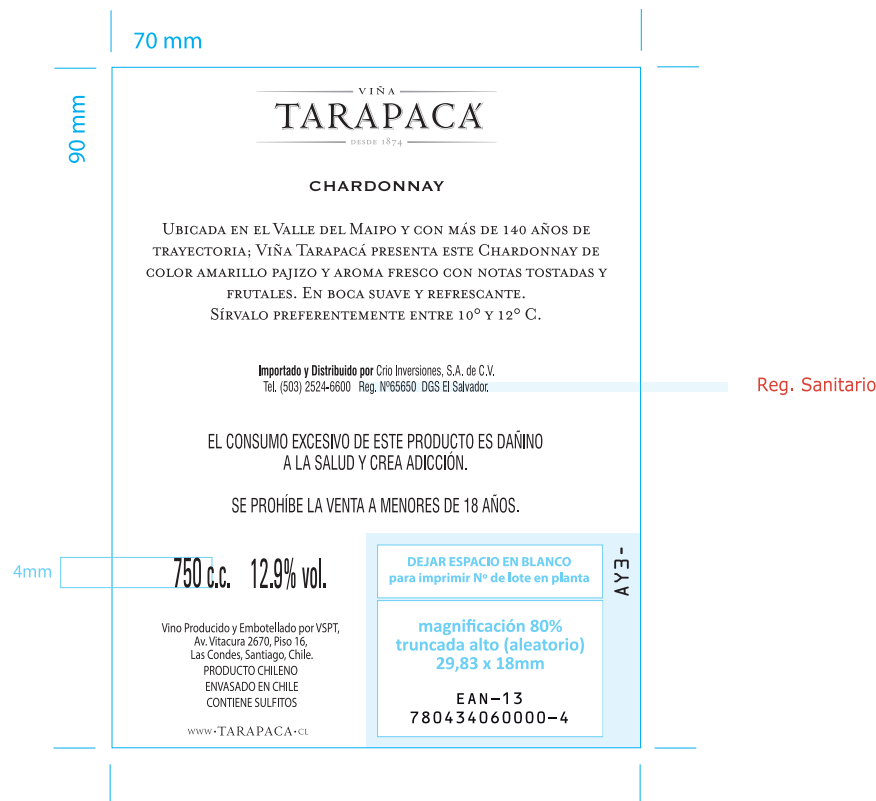 70 mm
90 mm
VIÑA
TARAPACÁ
DESDE 1874
CHARDONNAY
Ubicada en el Valle del Maipo y con más de 140 años de
trayectoria; Viña Tarapacá presenta este Chardonnay de
color amarillo pajizo y aroma fresco con notas tostadas y
frutales. En boca suave y refrescante.
Sírvalo preferentemente entre 10° y 12° C.
Importado y Distribuido por Crio Inversiones, S.A. de C.V.
Tel. (503) 2524-6600 Reg. Nº65650 DGS El Salvador.
Reg. Sanitario
EL CONSUMO EXCESIVO DE ESTE PRODUCTO ES DAÑINO
A LA SALUD Y CREA ADICCIÓN.
SE PROHÍBE LA VENTA A MENORES DE 18 AÑOS.
4mm
750 c.c. 12.9% vol.
Vino Producido y Embotellado por VSPT,
Av. Vitacura 2670, Piso 16,
Las Condes, Santiago, Chile.
PRODUCTO CHILENO
ENVASADO EN CHILE
CONTIENE SULFITOS
WWW·TARAPACA·CL
DEJAR ESPACIO EN BLANCO
para imprimir Nº de lote en planta
AYE-
magnificación 80%
truncada alto (aleatorio)
29,83 x 18mm
EAN-13
780434060000-4